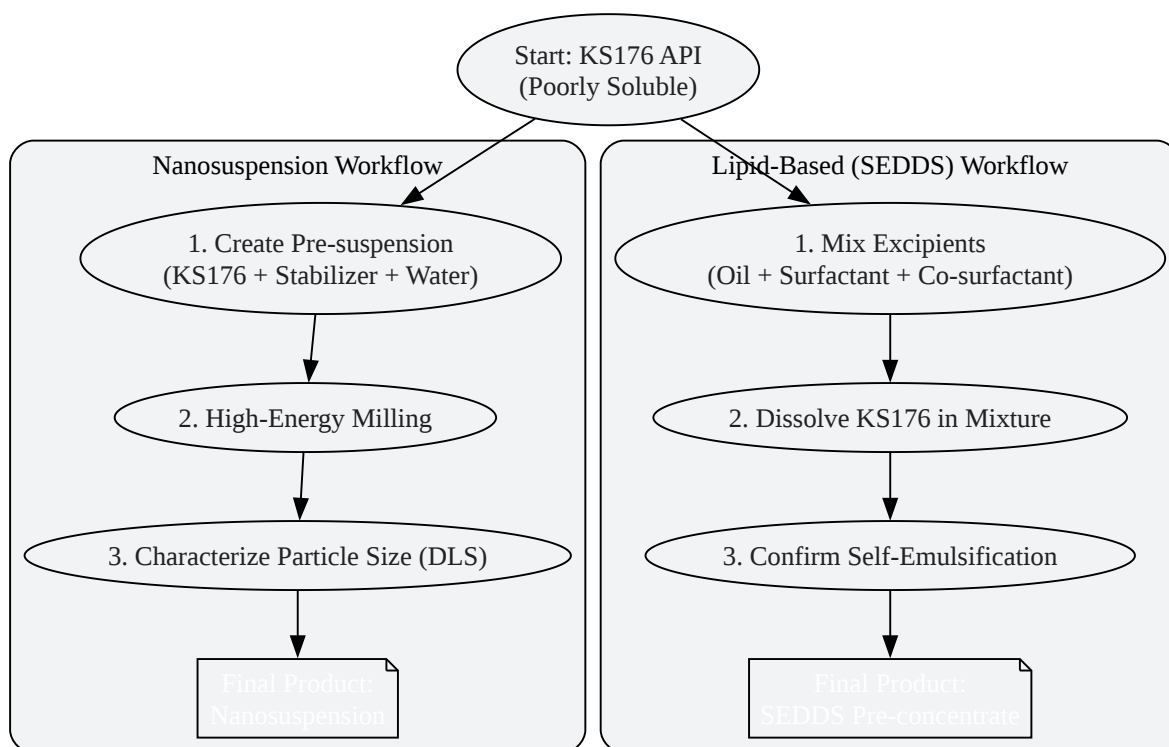 Start: KS176 API
(Poorly Soluble)
Nanosuspension Workflow
1. Create Pre-suspension
(KS176 + Stabilizer + Water)
2. High-Energy Milling
3. Characterize Particle Size (DLS)
Final Product:
Nanosuspension
Lipid-Based (SEDDS) Workflow
1. Mix Excipients
(Oil + Surfactant + Co-surfactant)
2. Dissolve KS176 in Mixture
3. Confirm Self-Emulsification
Final Product:
SEDDS Pre-concentrate